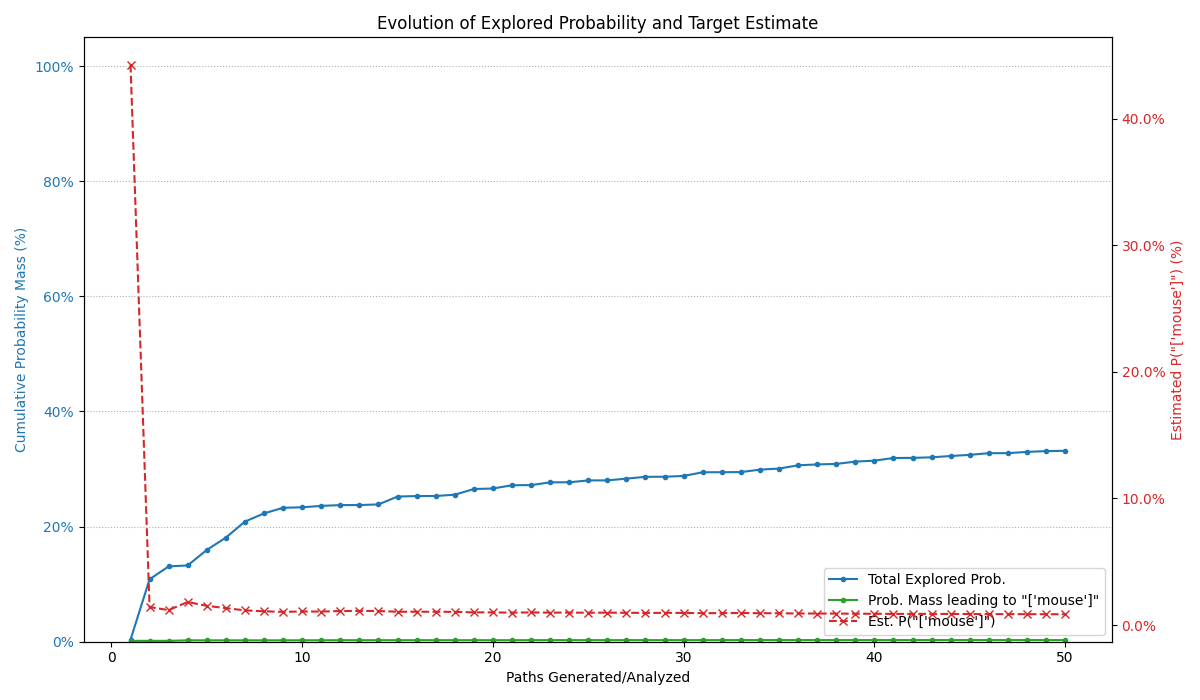 Evolution of Explored Probability and Target Estimate
Cumulative Probability Mass (%)
100%
80%
60%
40%
20%
0%
40.0%
30.0%
20.0%
10.0%
0.0%
Estimated P("['mouse']") (%)
Total Explored Prob.
Prob. Mass leading to "['mouse']"
Est. P("['mouse']")
0
10
20
30
40
50
Paths Generated/Analyzed